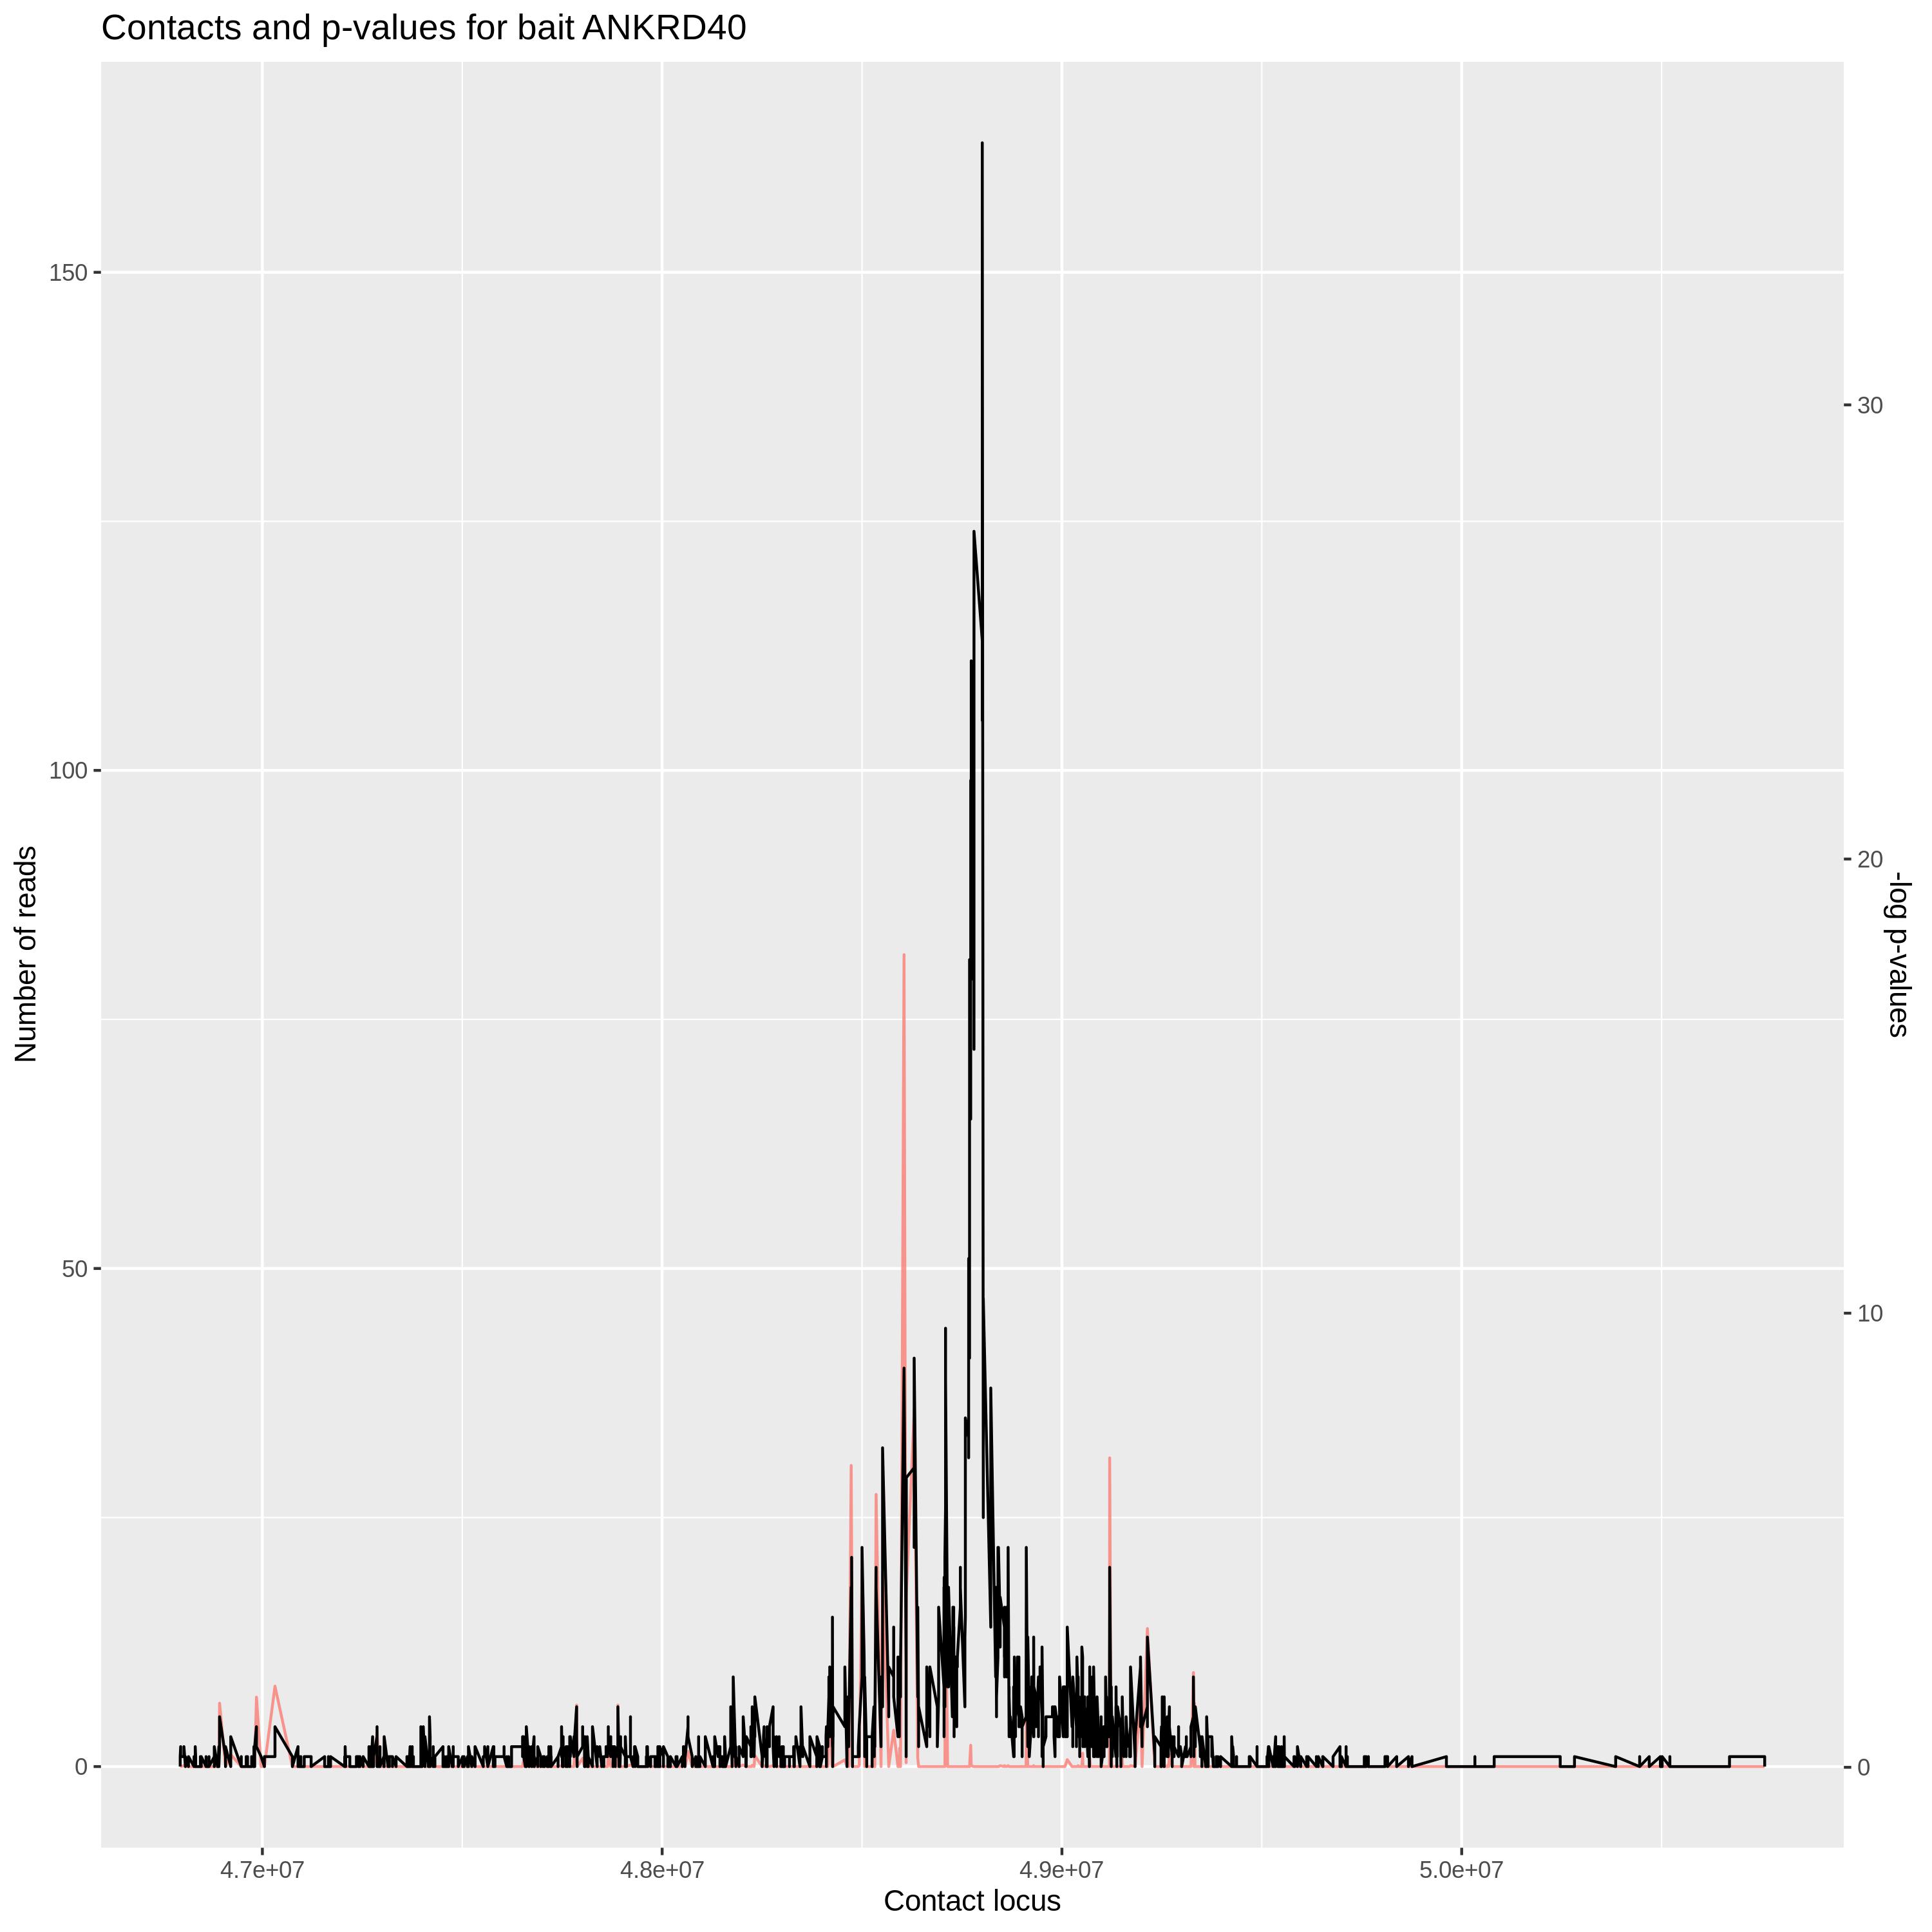 Contacts and p-values for bait ANKRD40
150
100
50
0
Number of reads
30
20
10
0
-log p-values
4.7e+07
4.8e+07
4.9e+07
5.0e+07
Contact locus